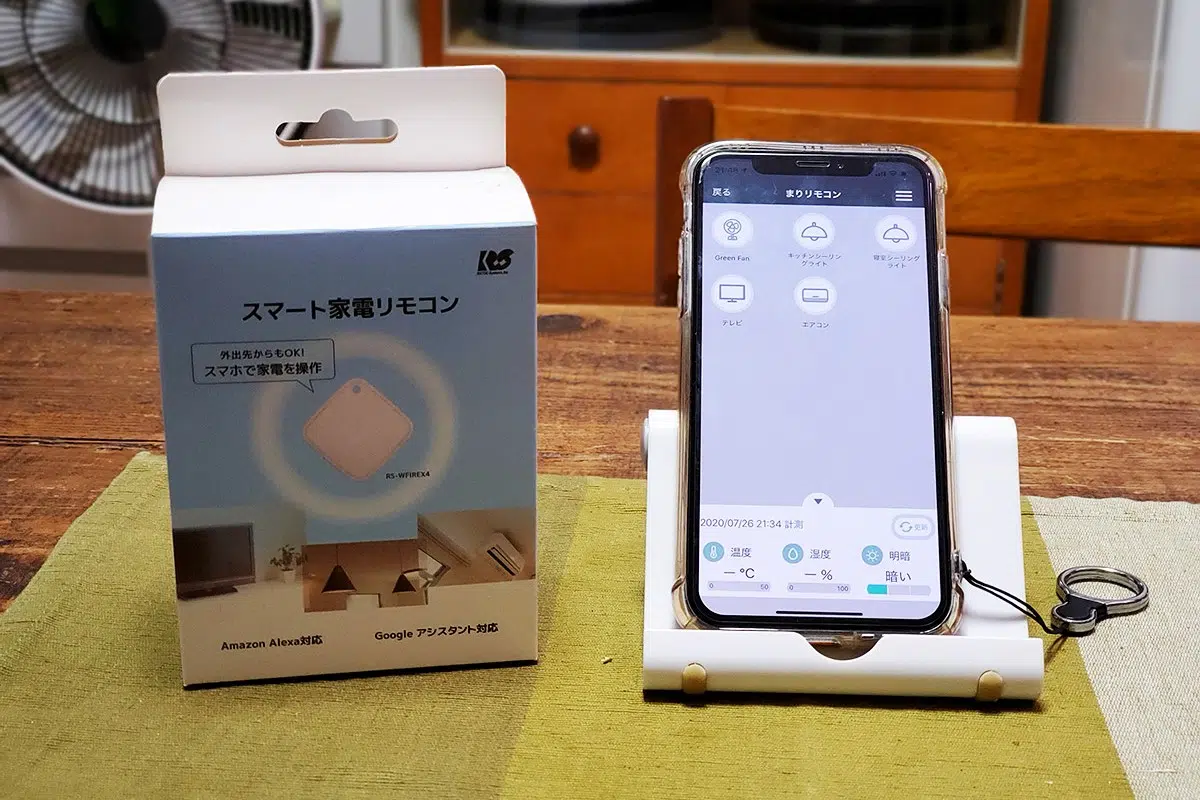 スマート家電リモコン
外出先からもOK!
スマホで家電を操作
RS-WFIREX4
Amazon Alexa対応
Google アシスタント対応
戻る
まりリモコン
Green Fan
キッチンシーリングライト
寝室シーリングライト
テレビ
エアコン
2020/07/26 21:34 計測
更新
温度
湿度
明暗
— °C
— %
暗い
0 50
0 100